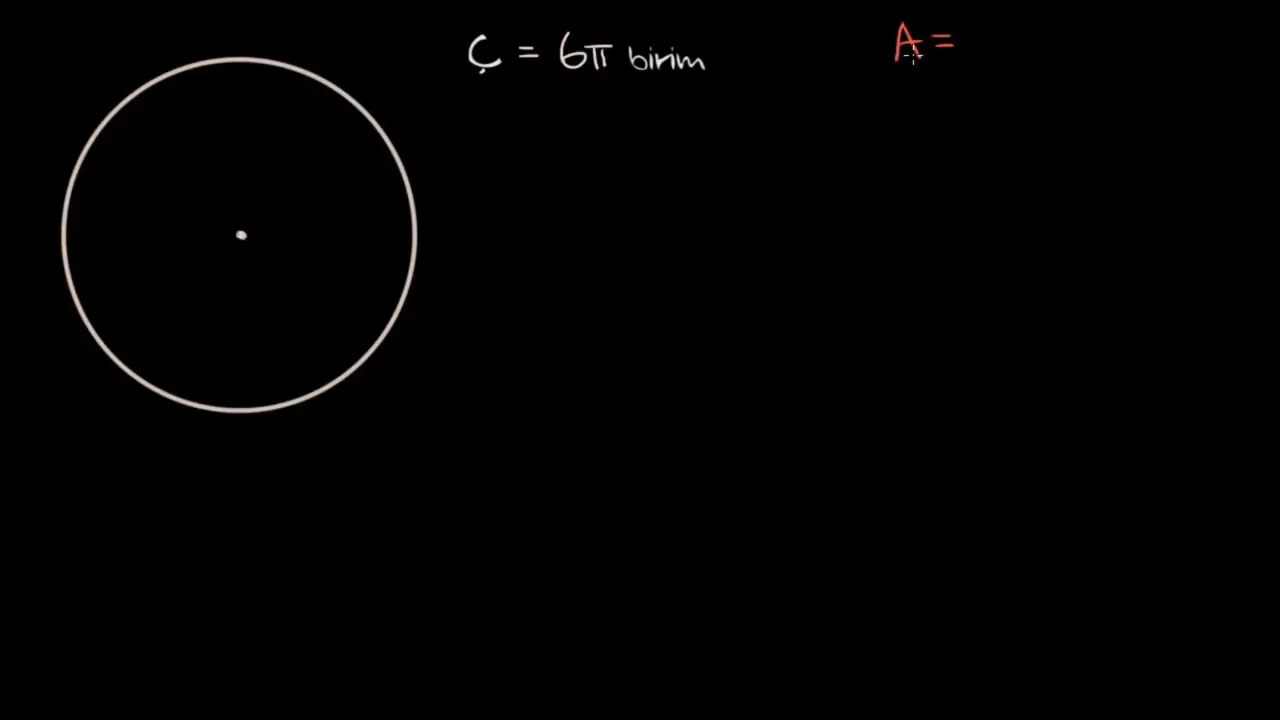 Ç = 6π birim
A =